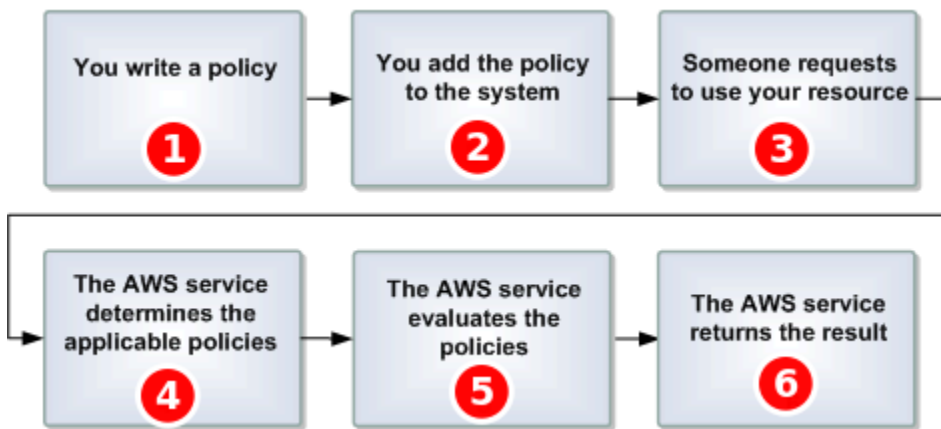 You write a policy
1
You add the policy
to the system
2
Someone requests
to use your resource
3
The AWS service
determines the
applicable policies
4
The AWS service
evaluates the
policies
5
The AWS service
returns the result
6